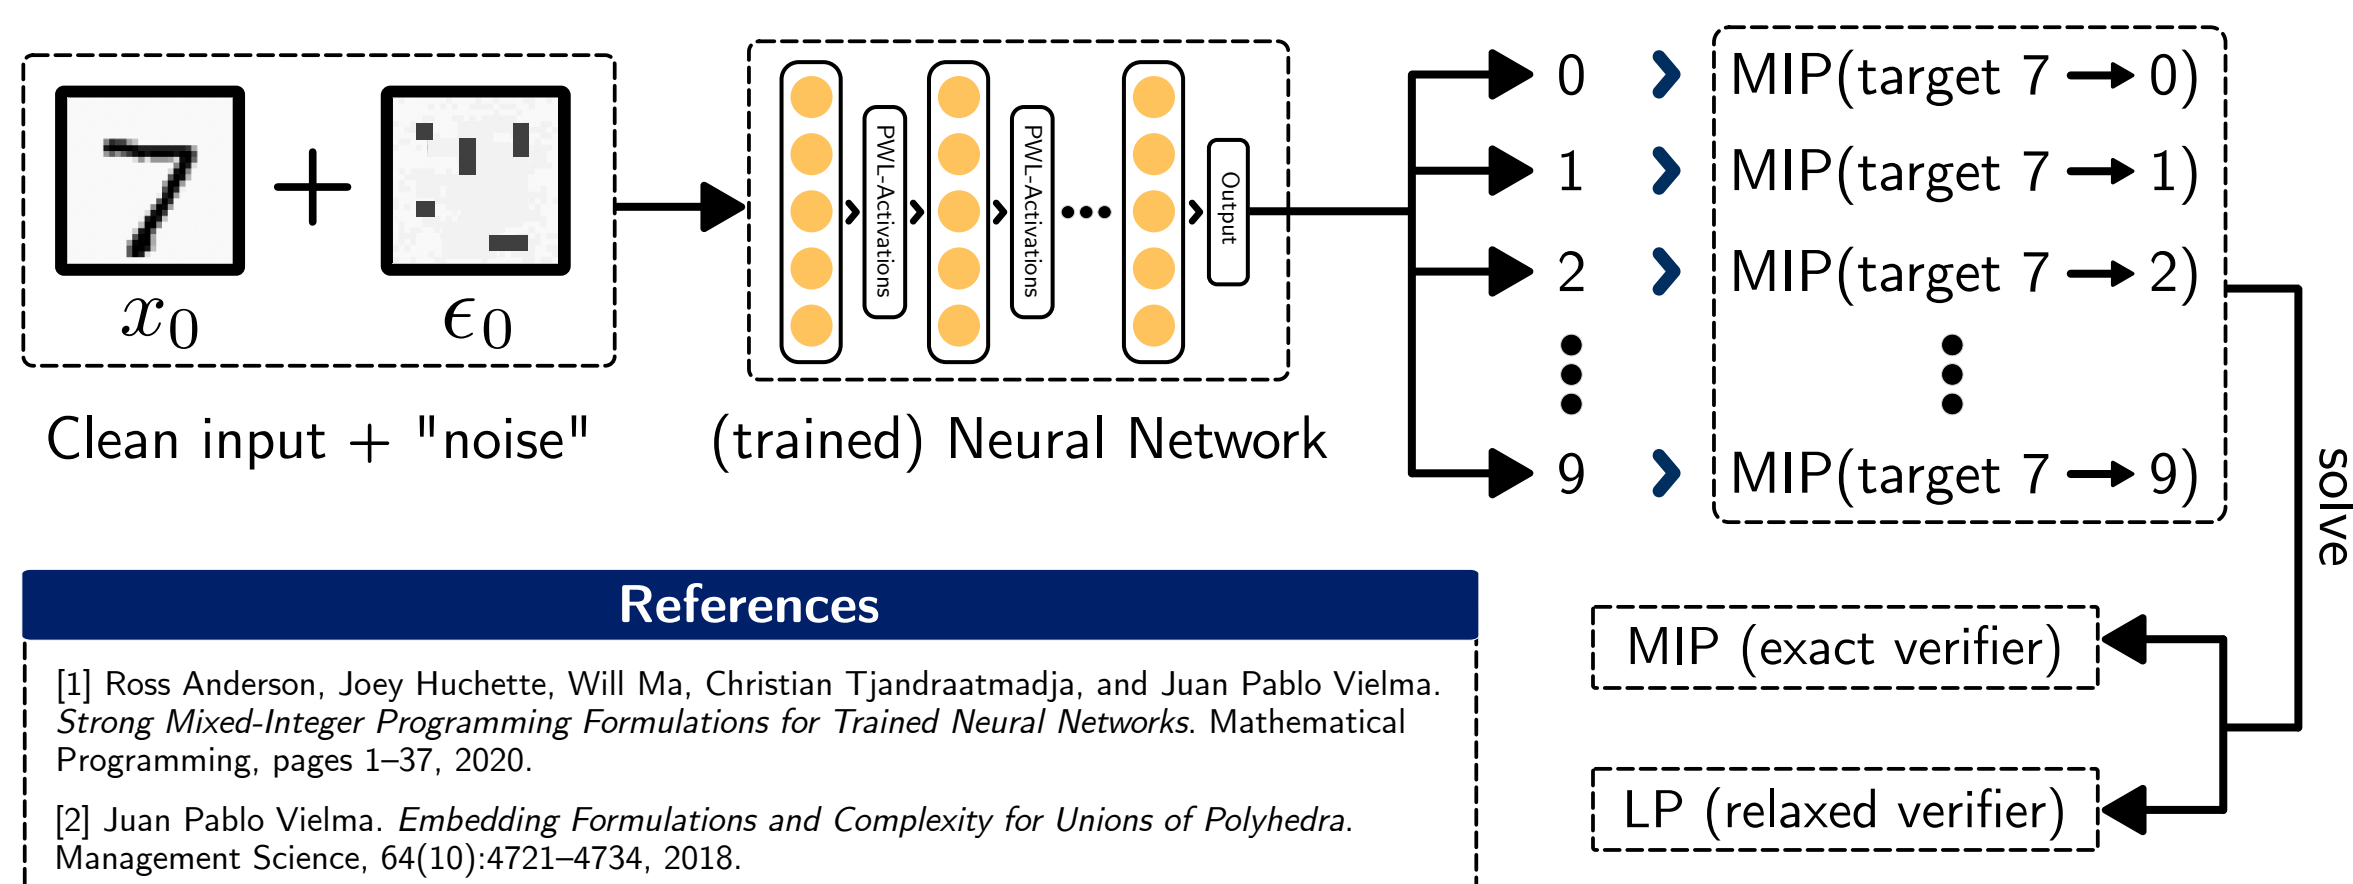 x₀ + ϵ₀
Clean input + "noise"
PWL-Activations
PWL-Activations
Output
(trained) Neural Network
0 MIP(target 7 → 0)
1 MIP(target 7 → 1)
2 MIP(target 7 → 2)
9 MIP(target 7 → 9)
solve
MIP (exact verifier)
LP (relaxed verifier)
References
[1] Ross Anderson, Joey Huchette, Will Ma, Christian Tjandraatmadja, and Juan Pablo Vielma.
Strong Mixed-Integer Programming Formulations for Trained Neural Networks. Mathematical
Programming, pages 1–37, 2020.
[2] Juan Pablo Vielma. Embedding Formulations and Complexity for Unions of Polyhedra.
Management Science, 64(10):4721–4734, 2018.